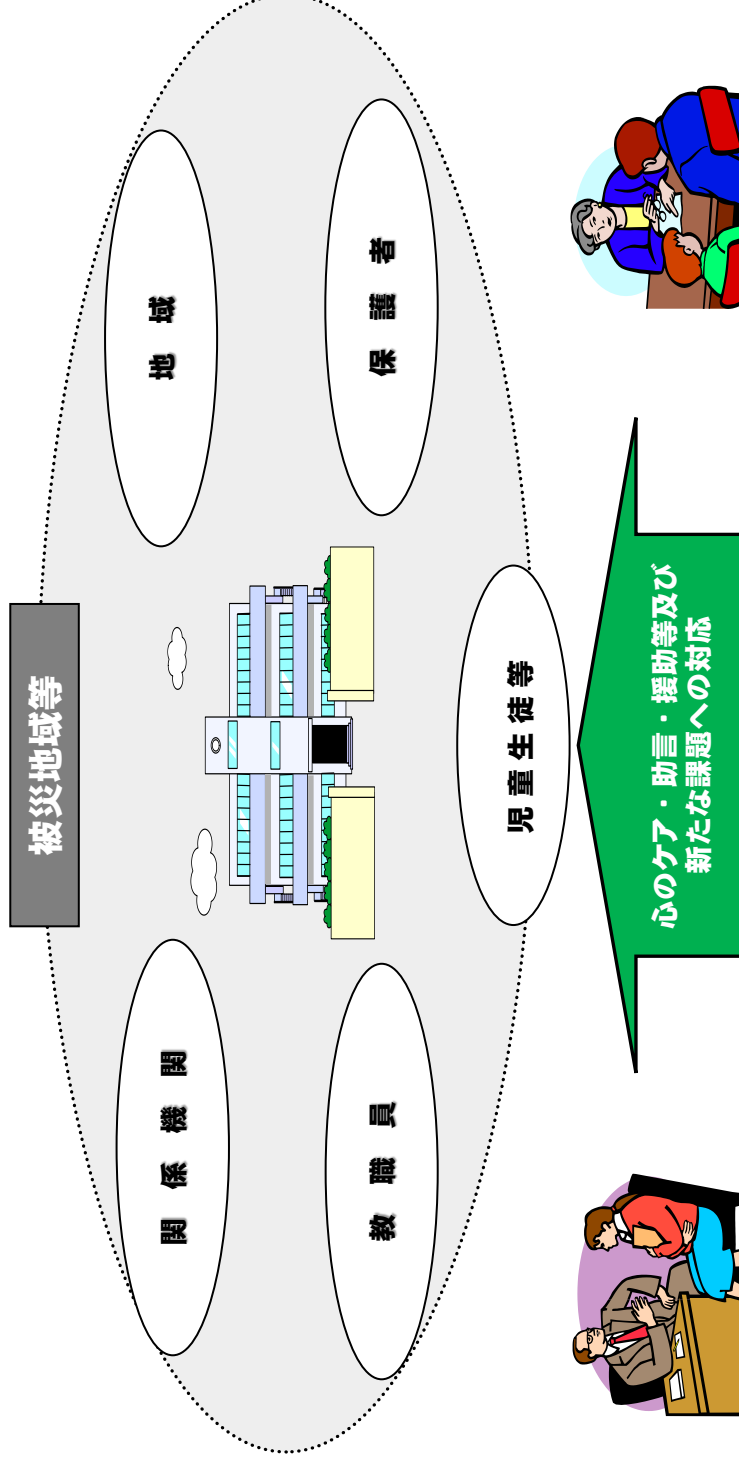 被災地域等
関係機関
地域
教職員
保護者
児童生徒等
心のケア・助言・援助等及び
新たな課題への対応